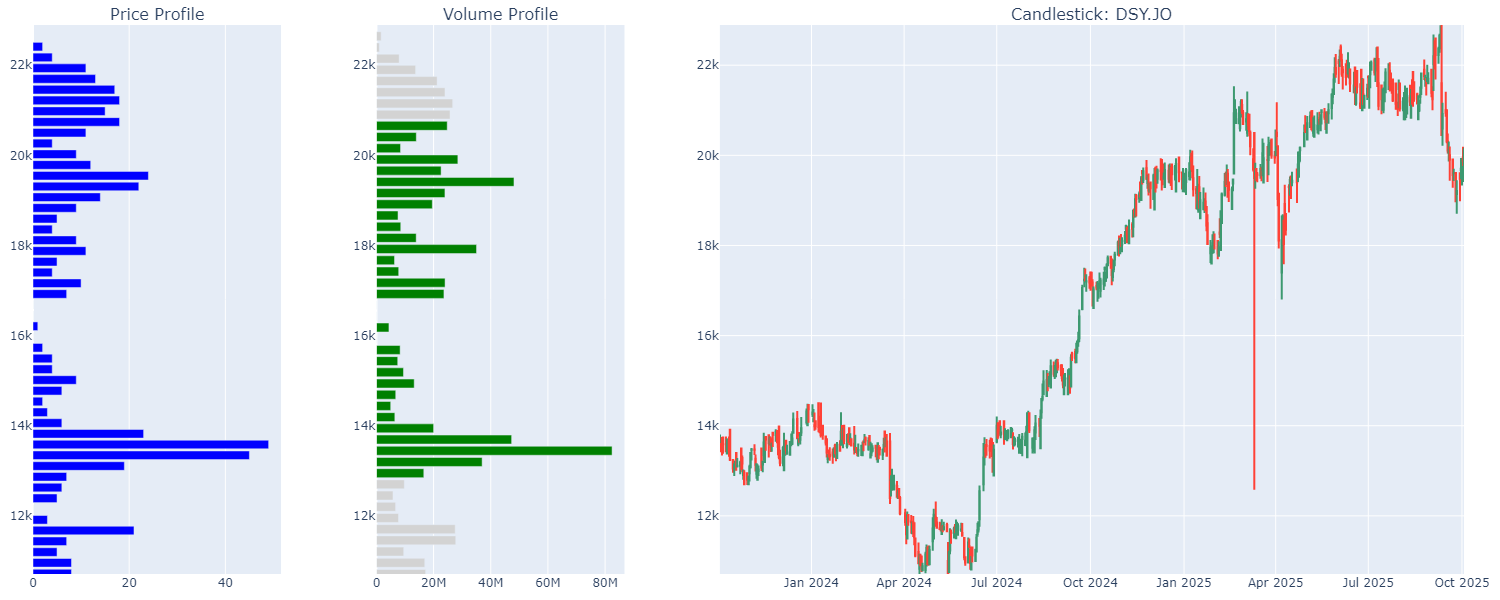 Price Profile
Volume Profile
Candlestick: DSY.JO
22k
20k
18k
16k
14k
12k
0
20
40
22k
20k
18k
16k
14k
12k
0
20M
40M
60M
80M
22k
20k
18k
16k
14k
12k
Jan 2024
Apr 2024
Jul 2024
Oct 2024
Jan 2025
Apr 2025
Jul 2025
Oct 2025